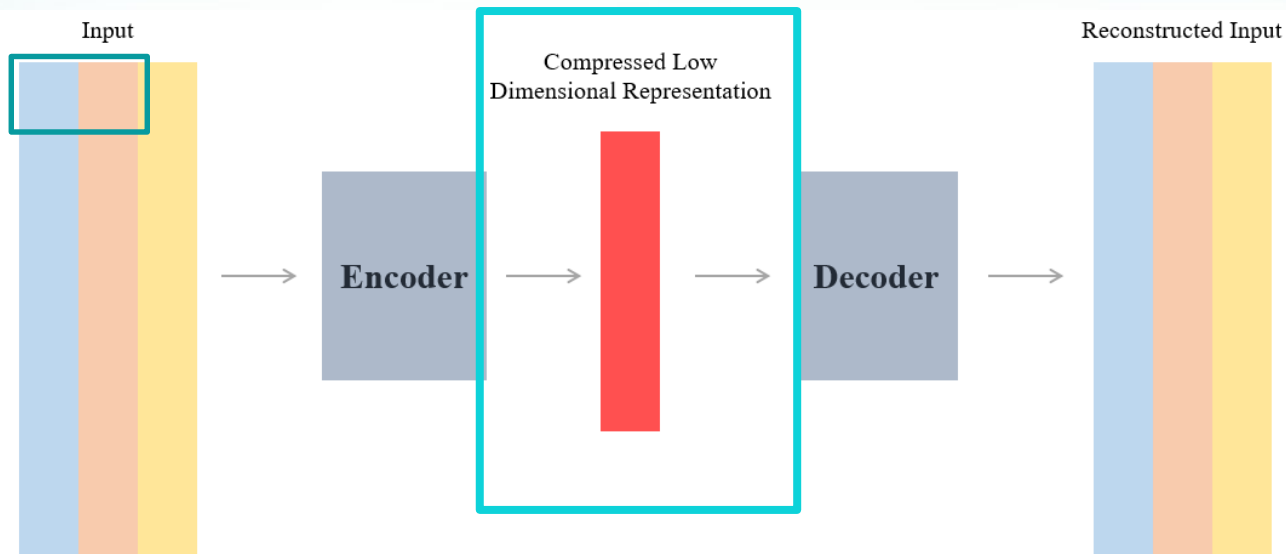 Input
Compressed Low
Dimensional Representation
Reconstructed Input
Encoder
Decoder